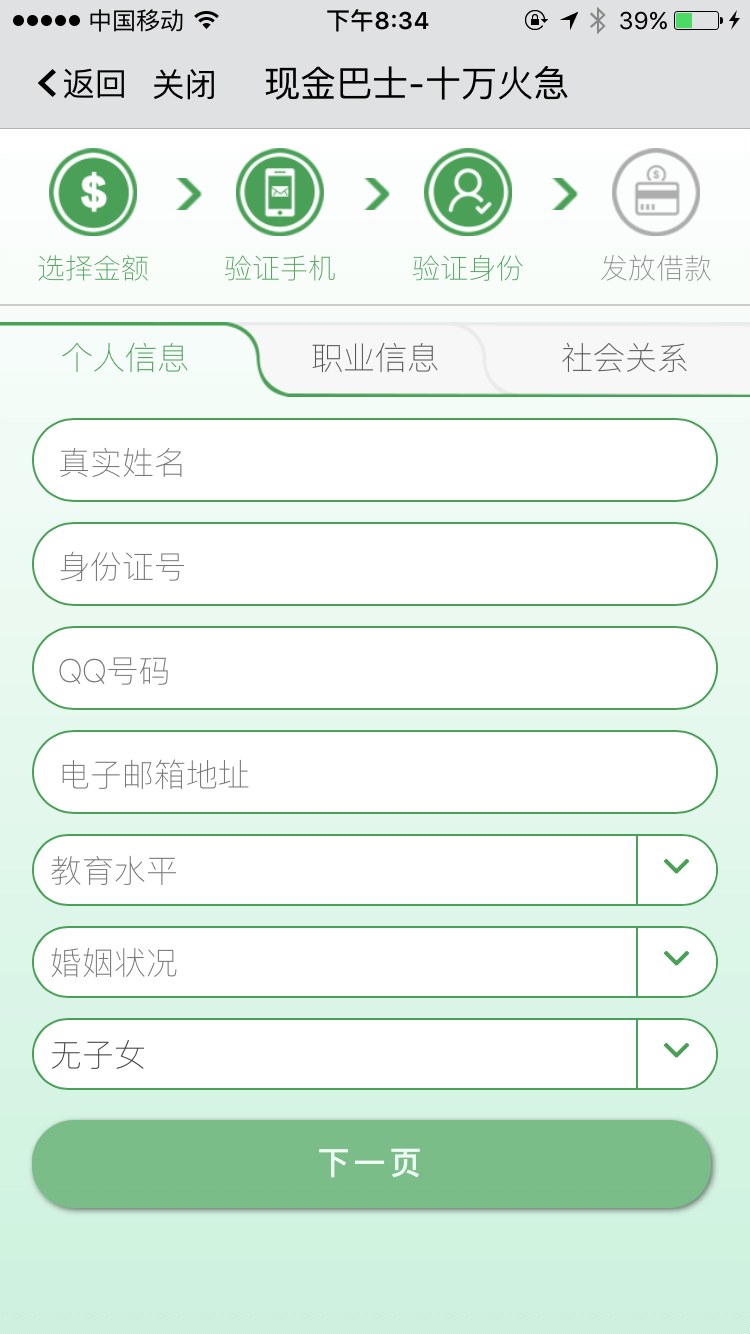 中国移动 下午8:34 39%
返回 关闭 现金巴士-十万火急
选择金额 验证手机 验证身份 发放借款
个人信息 职业信息 社会关系
真实姓名
身份证号
QQ号码
电子邮箱地址
教育水平
婚姻状况
无子女
下一页